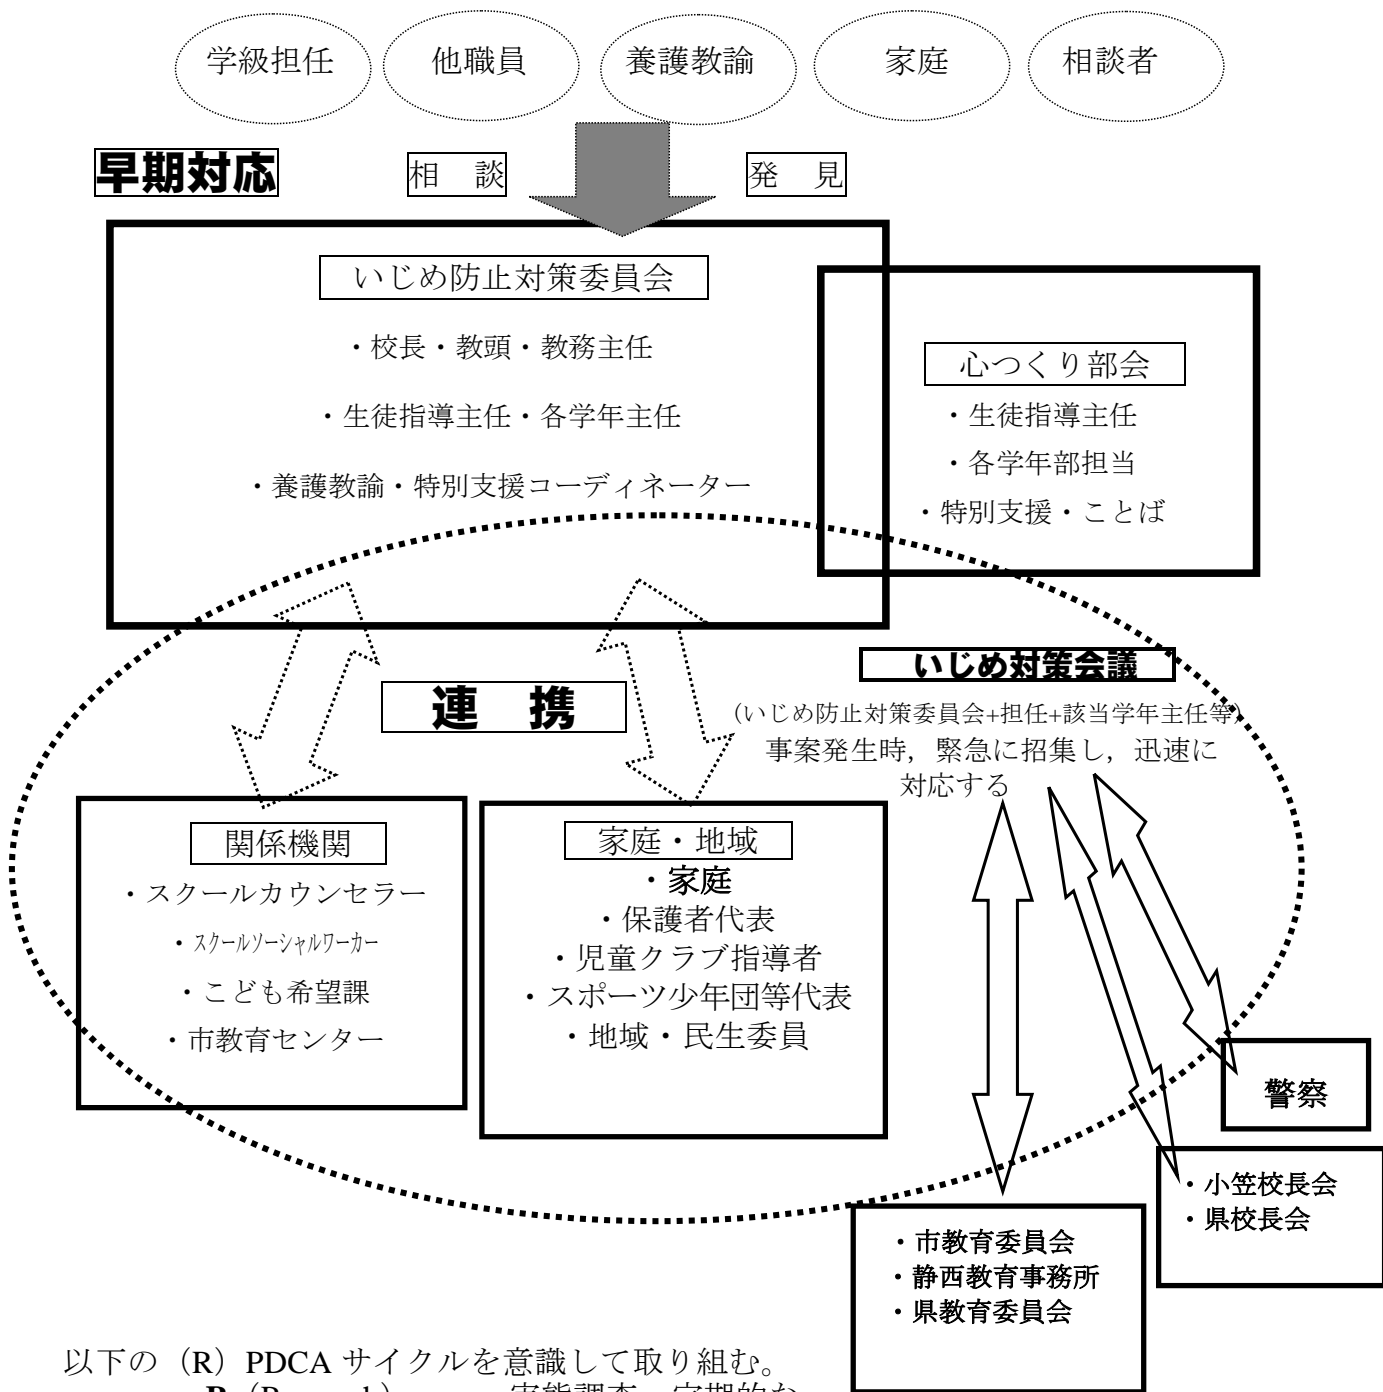 学級担任
他職員
養護教諭
家庭
相談者
早期対応
相 談
発 見
いじめ防止対策委員会
・校長・教頭・教務主任
・生徒指導主任・各学年主任
・養護教諭・特別支援コーディネーター
心つくり部会
・生徒指導主任
・各学年部担当
・特別支援・ことば
連 携
いじめ対策会議
(いじめ防止対策委員会+担任+該当学年主任等)
事案発生時，緊急に招集し，迅速に
対応する
関係機関
・スクールカウンセラー
・スクールソーシャルワーカー
・こども希望課
・市教育センター
家庭・地域
・家庭
・保護者代表
・児童クラブ指導者
・スポーツ少年団等代表
・地域・民生委員
警察
・小笠校長会
・県校長会
・市教育委員会
・静西教育事務所
・県教育委員会
以下の（R）PDCA サイクルを意識して取り組む。